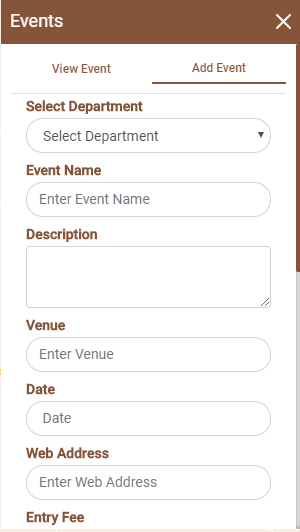 Events
View Event
Add Event
Select Department
Select Department
Event Name
Enter Event Name
Description
Venue
Enter Venue
Date
Date
Web Address
Enter Web Address
Entry Fee